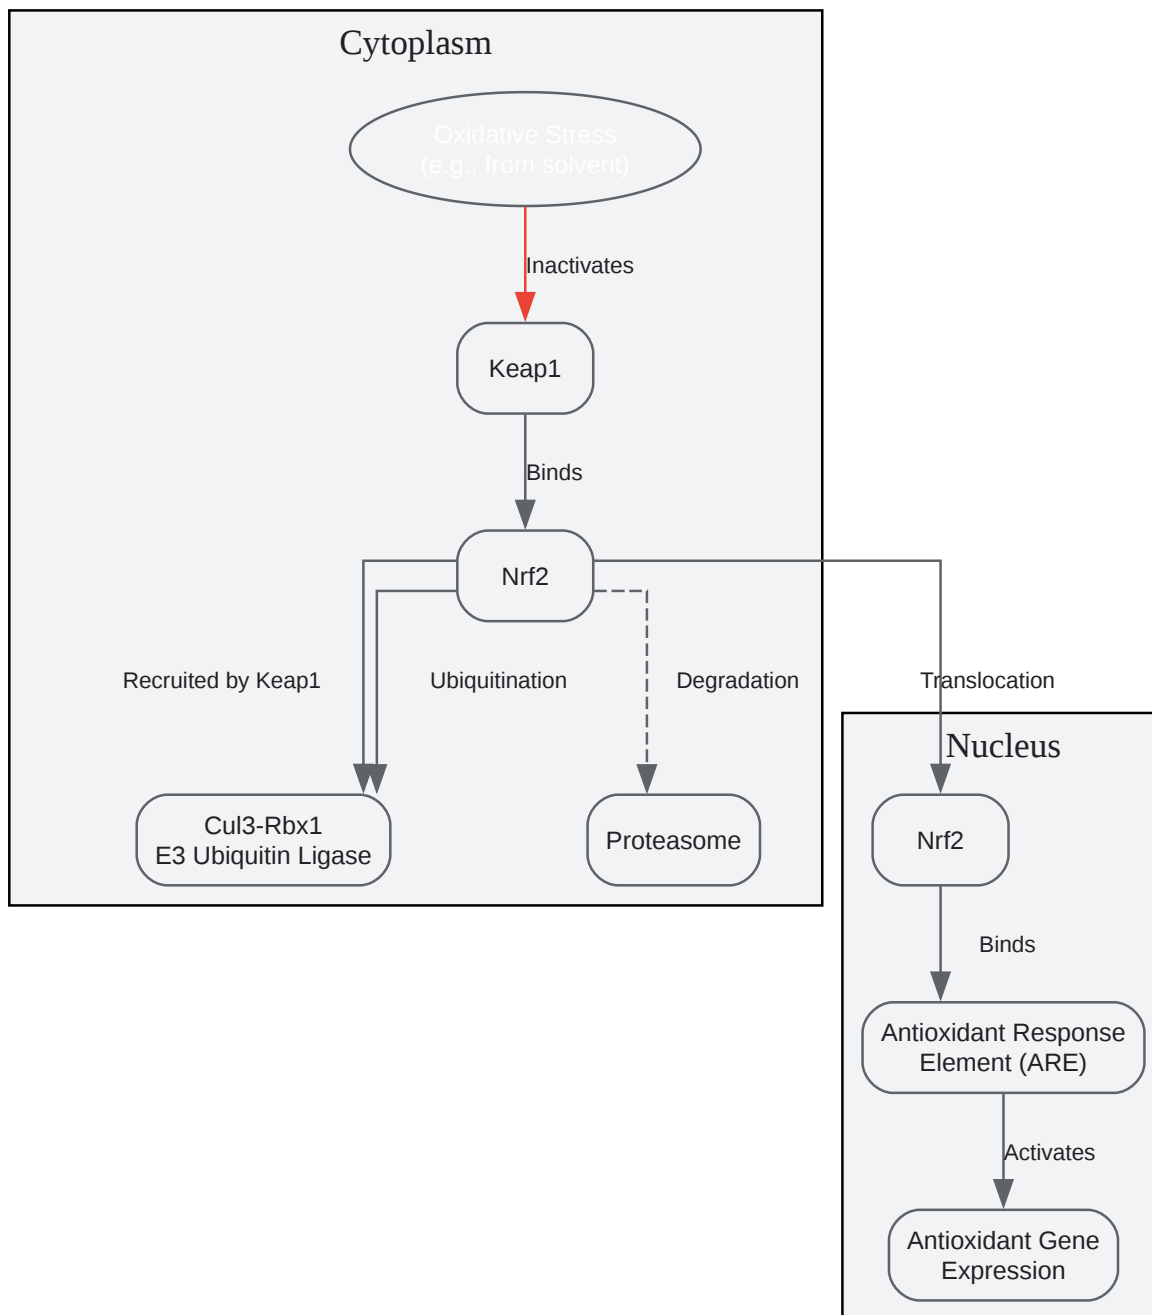 Cytoplasm
Oxidative Stress
(e.g., from solvent)
Inactivates
Keap1
Binds
Nrf2
Recruited by Keap1
Ubiquitination
Degradation
Translocation
Nucleus
Cul3-Rbx1
E3 Ubiquitin Ligase
Proteasome
Nrf2
Binds
Antioxidant Response
Element (ARE)
Activates
Antioxidant Gene
Expression